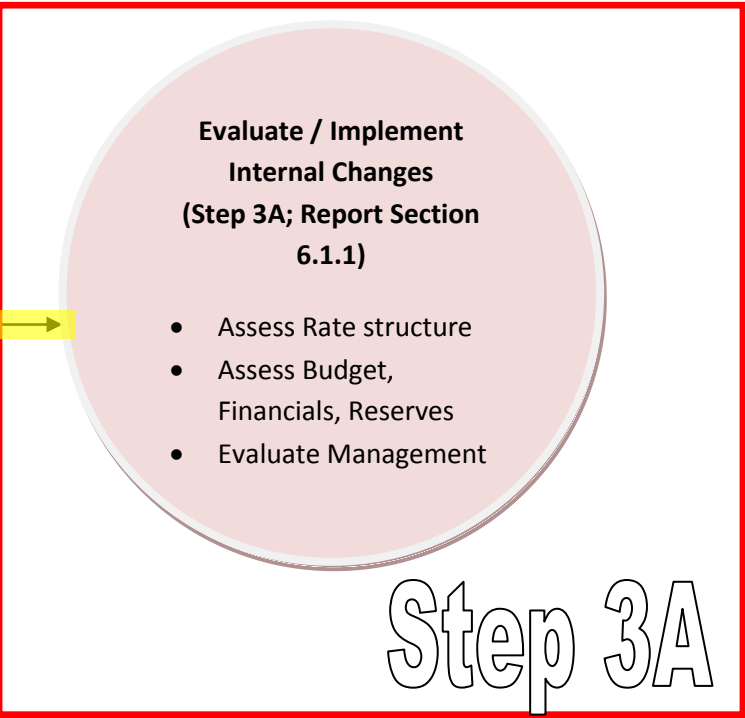 Evaluate / Implement
Internal Changes
(Step 3A; Report Section
6.1.1)
• Assess Rate structure
• Assess Budget,
Financials, Reserves
• Evaluate Management
Step 3A